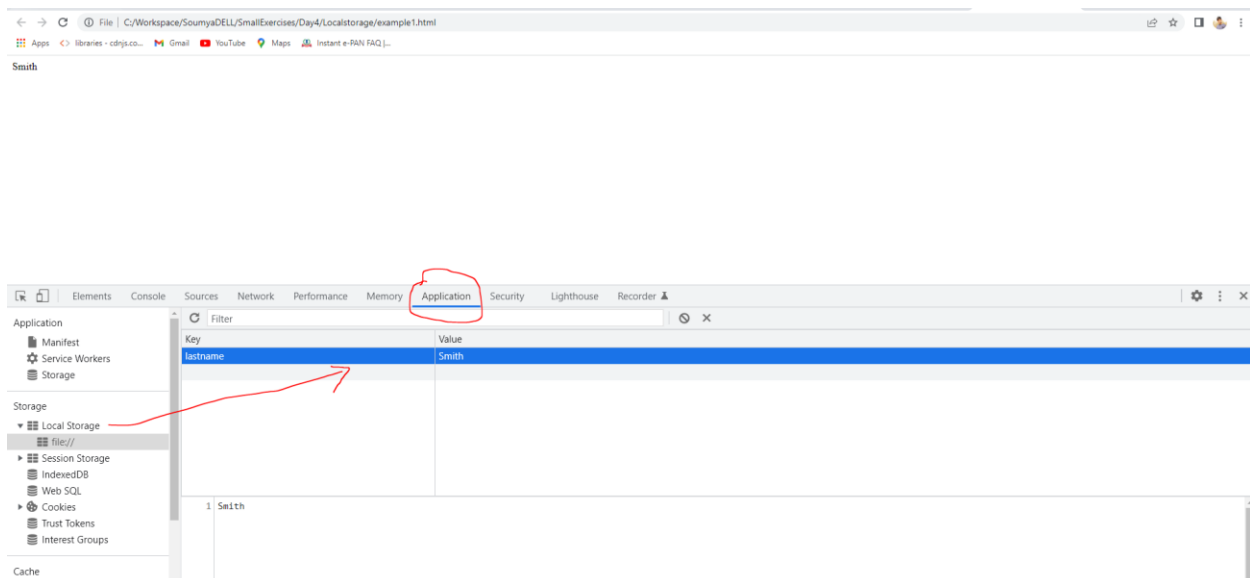 File | C:/Workspace/SoumyaDELL/SmallExercises/Day4/Localstorage/example1.html
Apps libraries - cdnjs.co... Gmail YouTube Maps Instant e-PAN FAQ |...
Smith
Elements Console Sources Network Performance Memory Application Security Lighthouse Recorder
Application
Filter
Manifest
Service Workers
Storage
Key Value
lastname Smith
Storage
Local Storage
file://
Session Storage
IndexedDB
Web SQL
Cookies
Trust Tokens
Interest Groups
1 Smith
Cache